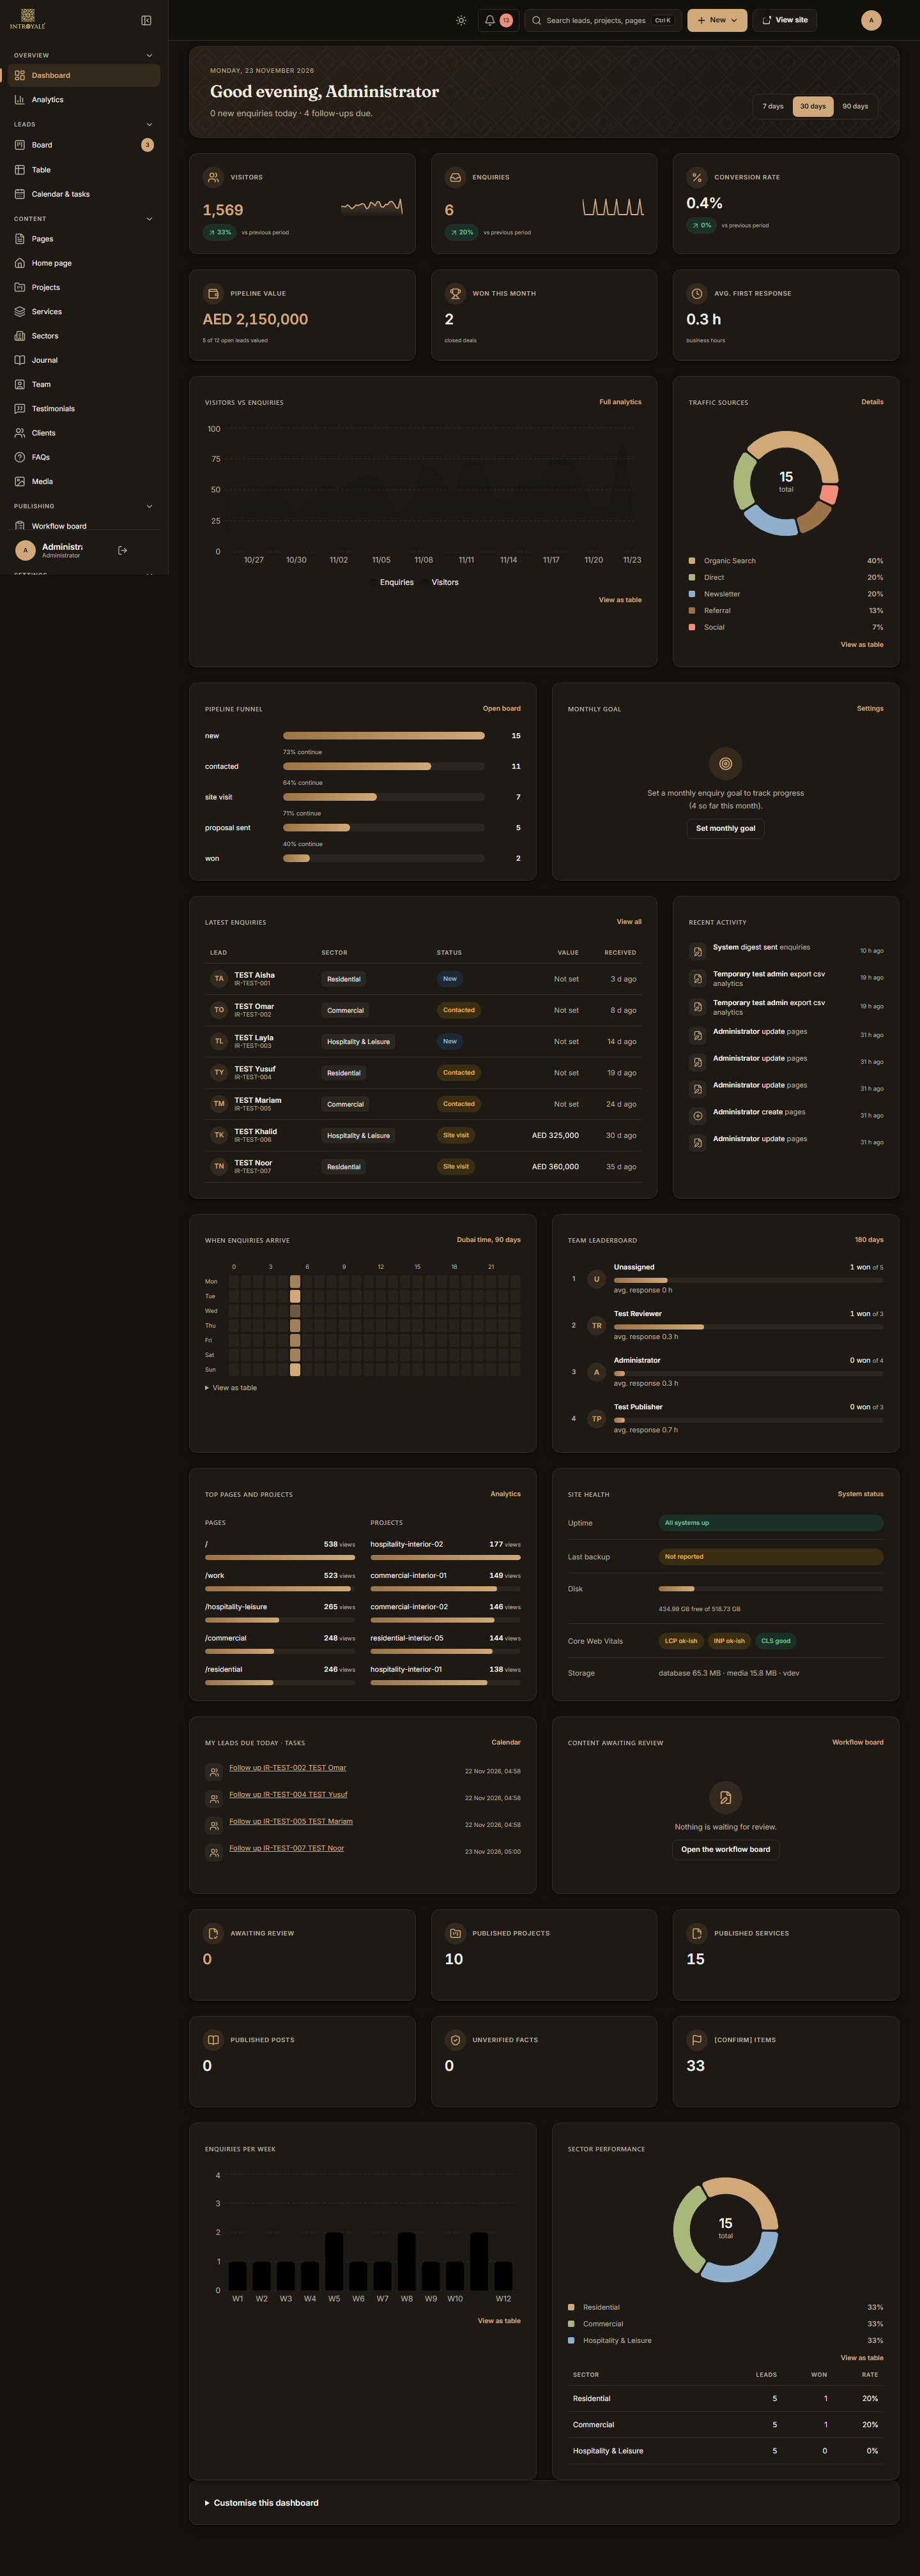 INTROYALE
OVERVIEW
Dashboard
Analytics
LEADS
Board 3
Table
Calendar & tasks
CONTENT
Pages
Home page
Projects
Services
Sectors
Journal
Team
Testimonials
Clients
FAQs
Media
PUBLISHING
Workflow board
A
Administr
Administrator
13
Search leads, projects, pages Ctrl K
New
View site
A
MONDAY, 23 NOVEMBER 2026
Good evening, Administrator
0 new enquiries today · 4 follow-ups due.
7 days 30 days 90 days
VISITORS
1,569
33% vs previous period
ENQUIRIES
6
20% vs previous period
CONVERSION RATE
0.4%
0% vs previous period
PIPELINE VALUE
AED 2,150,000
5 of 12 open leads valued
WON THIS MONTH
2
closed deals
AVG. FIRST RESPONSE
0.3 h
business hours
VISITORS VS ENQUIRIES Full analytics
100
75
50
25
0
10/27 10/30 11/02 11/05 11/08 11/11 11/14 11/17 11/20 11/23
Enquiries Visitors
View as table
TRAFFIC SOURCES Details
15
total
Organic Search 40%
Direct 20%
Newsletter 20%
Referral 13%
Social 7%
View as table
PIPELINE FUNNEL Open board
new 15
73% continue
contacted 11
64% continue
site visit 7
71% continue
proposal sent 5
40% continue
won 2
MONTHLY GOAL Settings
Set a monthly enquiry goal to track progress
(4 so far this month).
Set monthly goal
LATEST ENQUIRIES View all
LEAD SECTOR STATUS VALUE RECEIVED
TA TEST Aisha Residential New Not set 3 d ago
IR-TEST-001
TO TEST Omar Commercial Contacted Not set 8 d ago
IR-TEST-002
TL TEST Layla Hospitality & Leisure New Not set 14 d ago
IR-TEST-003
TY TEST Yusuf Residential Contacted Not set 19 d ago
IR-TEST-004
TM TEST Mariam Commercial Contacted Not set 24 d ago
IR-TEST-005
TK TEST Khalid Hospitality & Leisure Site visit AED 325,000 30 d ago
IR-TEST-006
TN TEST Noor Residential Site visit AED 360,000 35 d ago
IR-TEST-007
RECENT ACTIVITY
System digest sent enquiries 10 h ago
Temporary test admin export csv 19 h ago
analytics
Temporary test admin export csv 19 h ago
analytics
Administrator update pages 31 h ago
Administrator update pages 31 h ago
Administrator update pages 31 h ago
Administrator create pages 31 h ago
Administrator update pages 31 h ago
WHEN ENQUIRIES ARRIVE Dubai time, 90 days
0 3 6 9 12 15 18 21
Mon
Tue
Wed
Thu
Fri
Sat
Sun
View as table
TEAM LEADERBOARD 180 days
1 U Unassigned 1 won of 5
avg. response 0 h
2 TR Test Reviewer 1 won of 3
avg. response 0.3 h
3 A Administrator 0 won of 4
avg. response 0.3 h
4 TP Test Publisher 0 won of 3
avg. response 0.7 h
TOP PAGES AND PROJECTS Analytics
PAGES
/ 538 views
/work 523 views
/hospitality-leisure 265 views
/commercial 248 views
/residential 246 views
PROJECTS
hospitality-interior-02 177 views
commercial-interior-01 149 views
commercial-interior-02 146 views
residential-interior-05 144 views
hospitality-interior-01 138 views
SITE HEALTH System status
Uptime All systems up
Last backup Not reported
Disk
434.99 GB free of 518.73 GB
Core Web Vitals LCP ok-ish INP ok-ish CLS good
Storage database 65.3 MB · media 15.8 MB · vdev
MY LEADS DUE TODAY · TASKS Calendar
Follow up IR-TEST-002 TEST Omar 22 Nov 2026, 04:58
Follow up IR-TEST-004 TEST Yusuf 22 Nov 2026, 04:58
Follow up IR-TEST-005 TEST Mariam 22 Nov 2026, 04:58
Follow up IR-TEST-007 TEST Noor 23 Nov 2026, 05:00
CONTENT AWAITING REVIEW Workflow board
Nothing is waiting for review.
Open the workflow board
AWAITING REVIEW
0
PUBLISHED PROJECTS
10
PUBLISHED SERVICES
15
PUBLISHED POSTS
0
UNVERIFIED FACTS
0
[CONFIRM] ITEMS
33
ENQUIRIES PER WEEK
4
3
2
1
0
W1 W2 W3 W4 W5 W6 W7 W8 W9 W10 W12
View as table
SECTOR PERFORMANCE
15
total
Residential 33%
Commercial 33%
Hospitality & Leisure 33%
View as table
SECTOR LEADS WON RATE
Residential 5 1 20%
Commercial 5 1 20%
Hospitality & Leisure 5 0 0%
Customise this dashboard